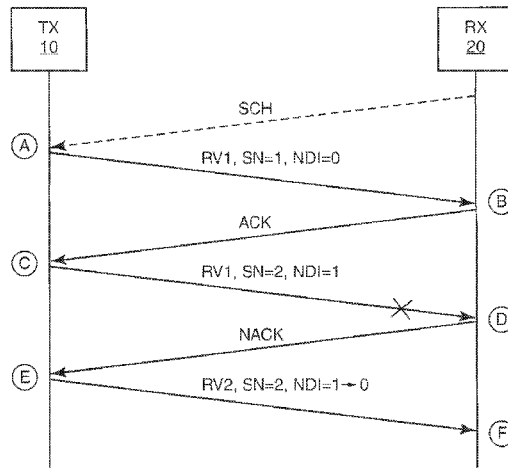 TX
10
RX
20
SCH
A
RV1, SN=1, NDI=0
B
ACK
C
RV1, SN=2, NDI=1
D
NACK
E
RV2, SN=2, NDI=1→0
F